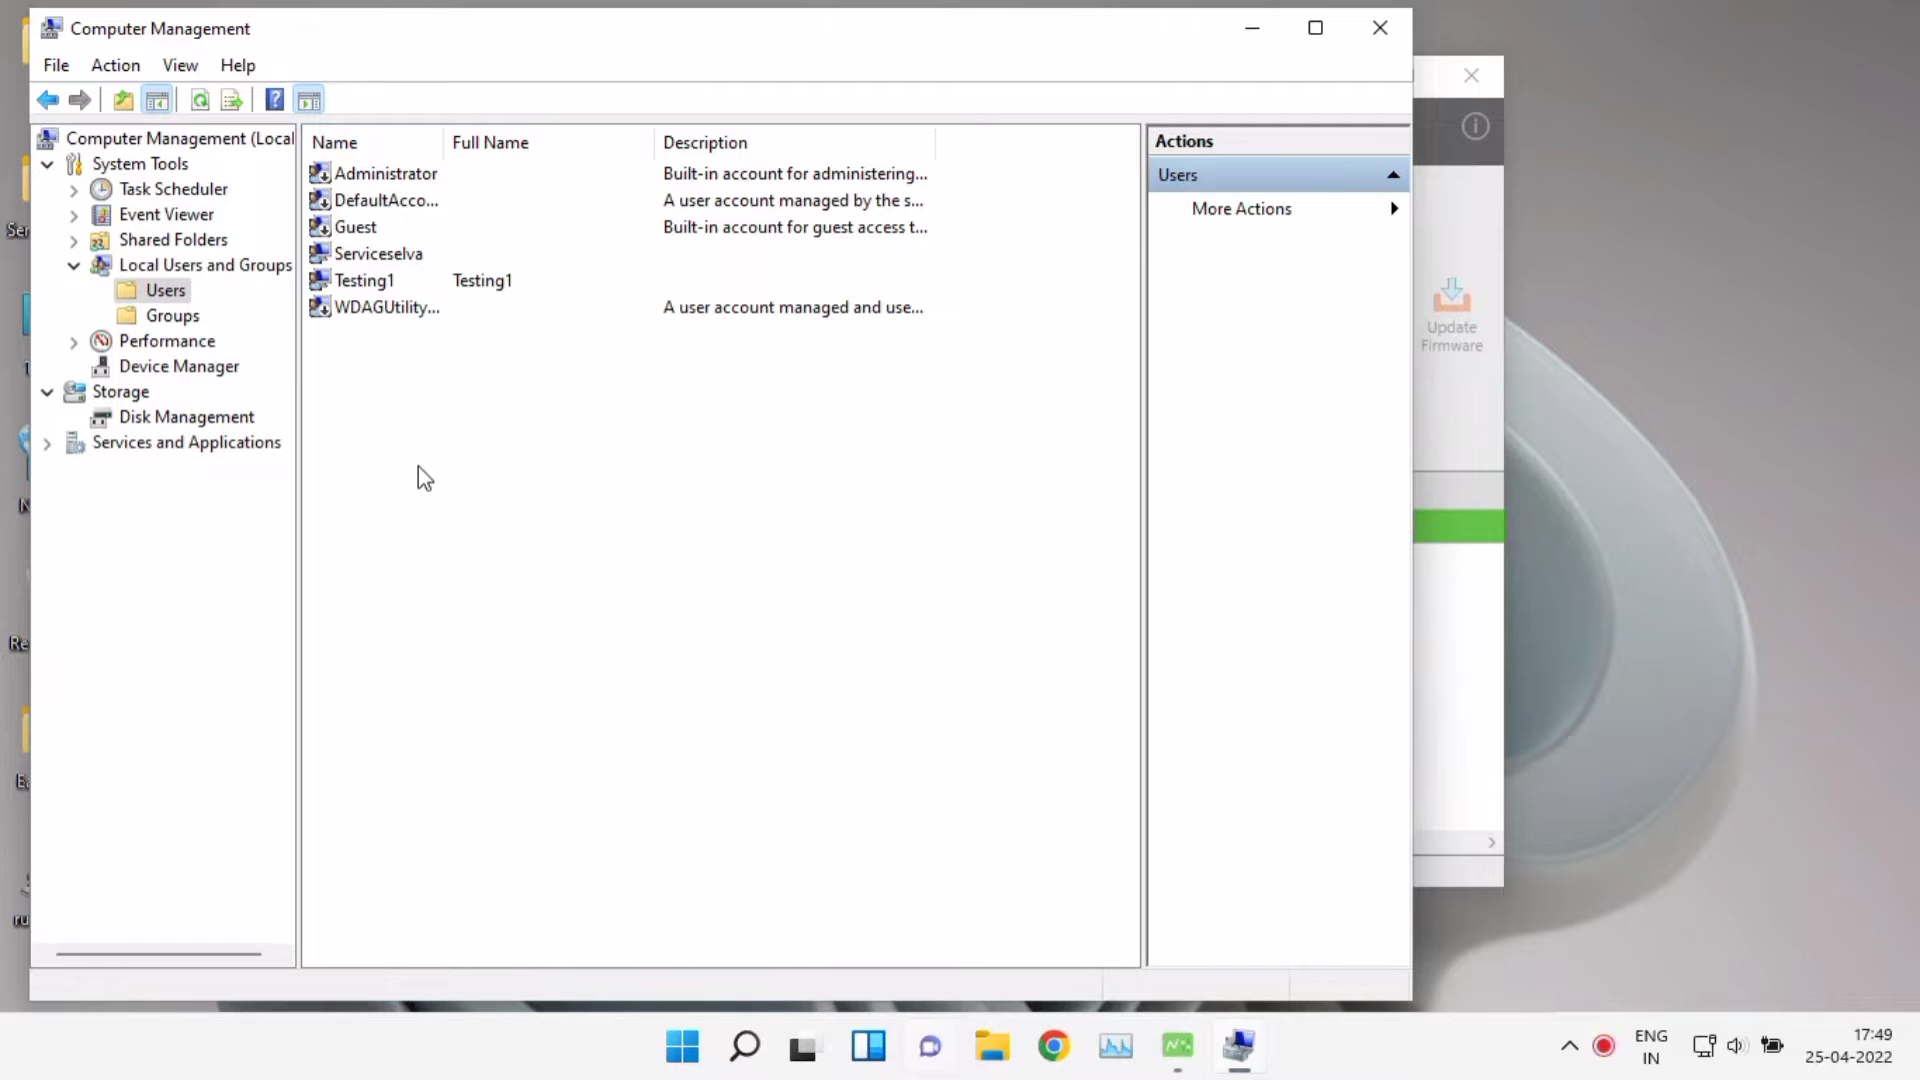 Computer Management
File Action View Help
Computer Management (Local
System Tools
Task Scheduler
Event Viewer
Shared Folders
Local Users and Groups
Users
Groups
Performance
Device Manager
Storage
Disk Management
Services and Applications
Name Full Name Description
Administrator Built-in account for administering...
DefaultAcco... A user account managed by the s...
Guest Built-in account for guest access t...
Serviceselva
Testing1 Testing1
WDAGUtility... A user account managed and use...
Actions
Users
More Actions
Update
Firmware
ENG
IN
17:49
25-04-2022